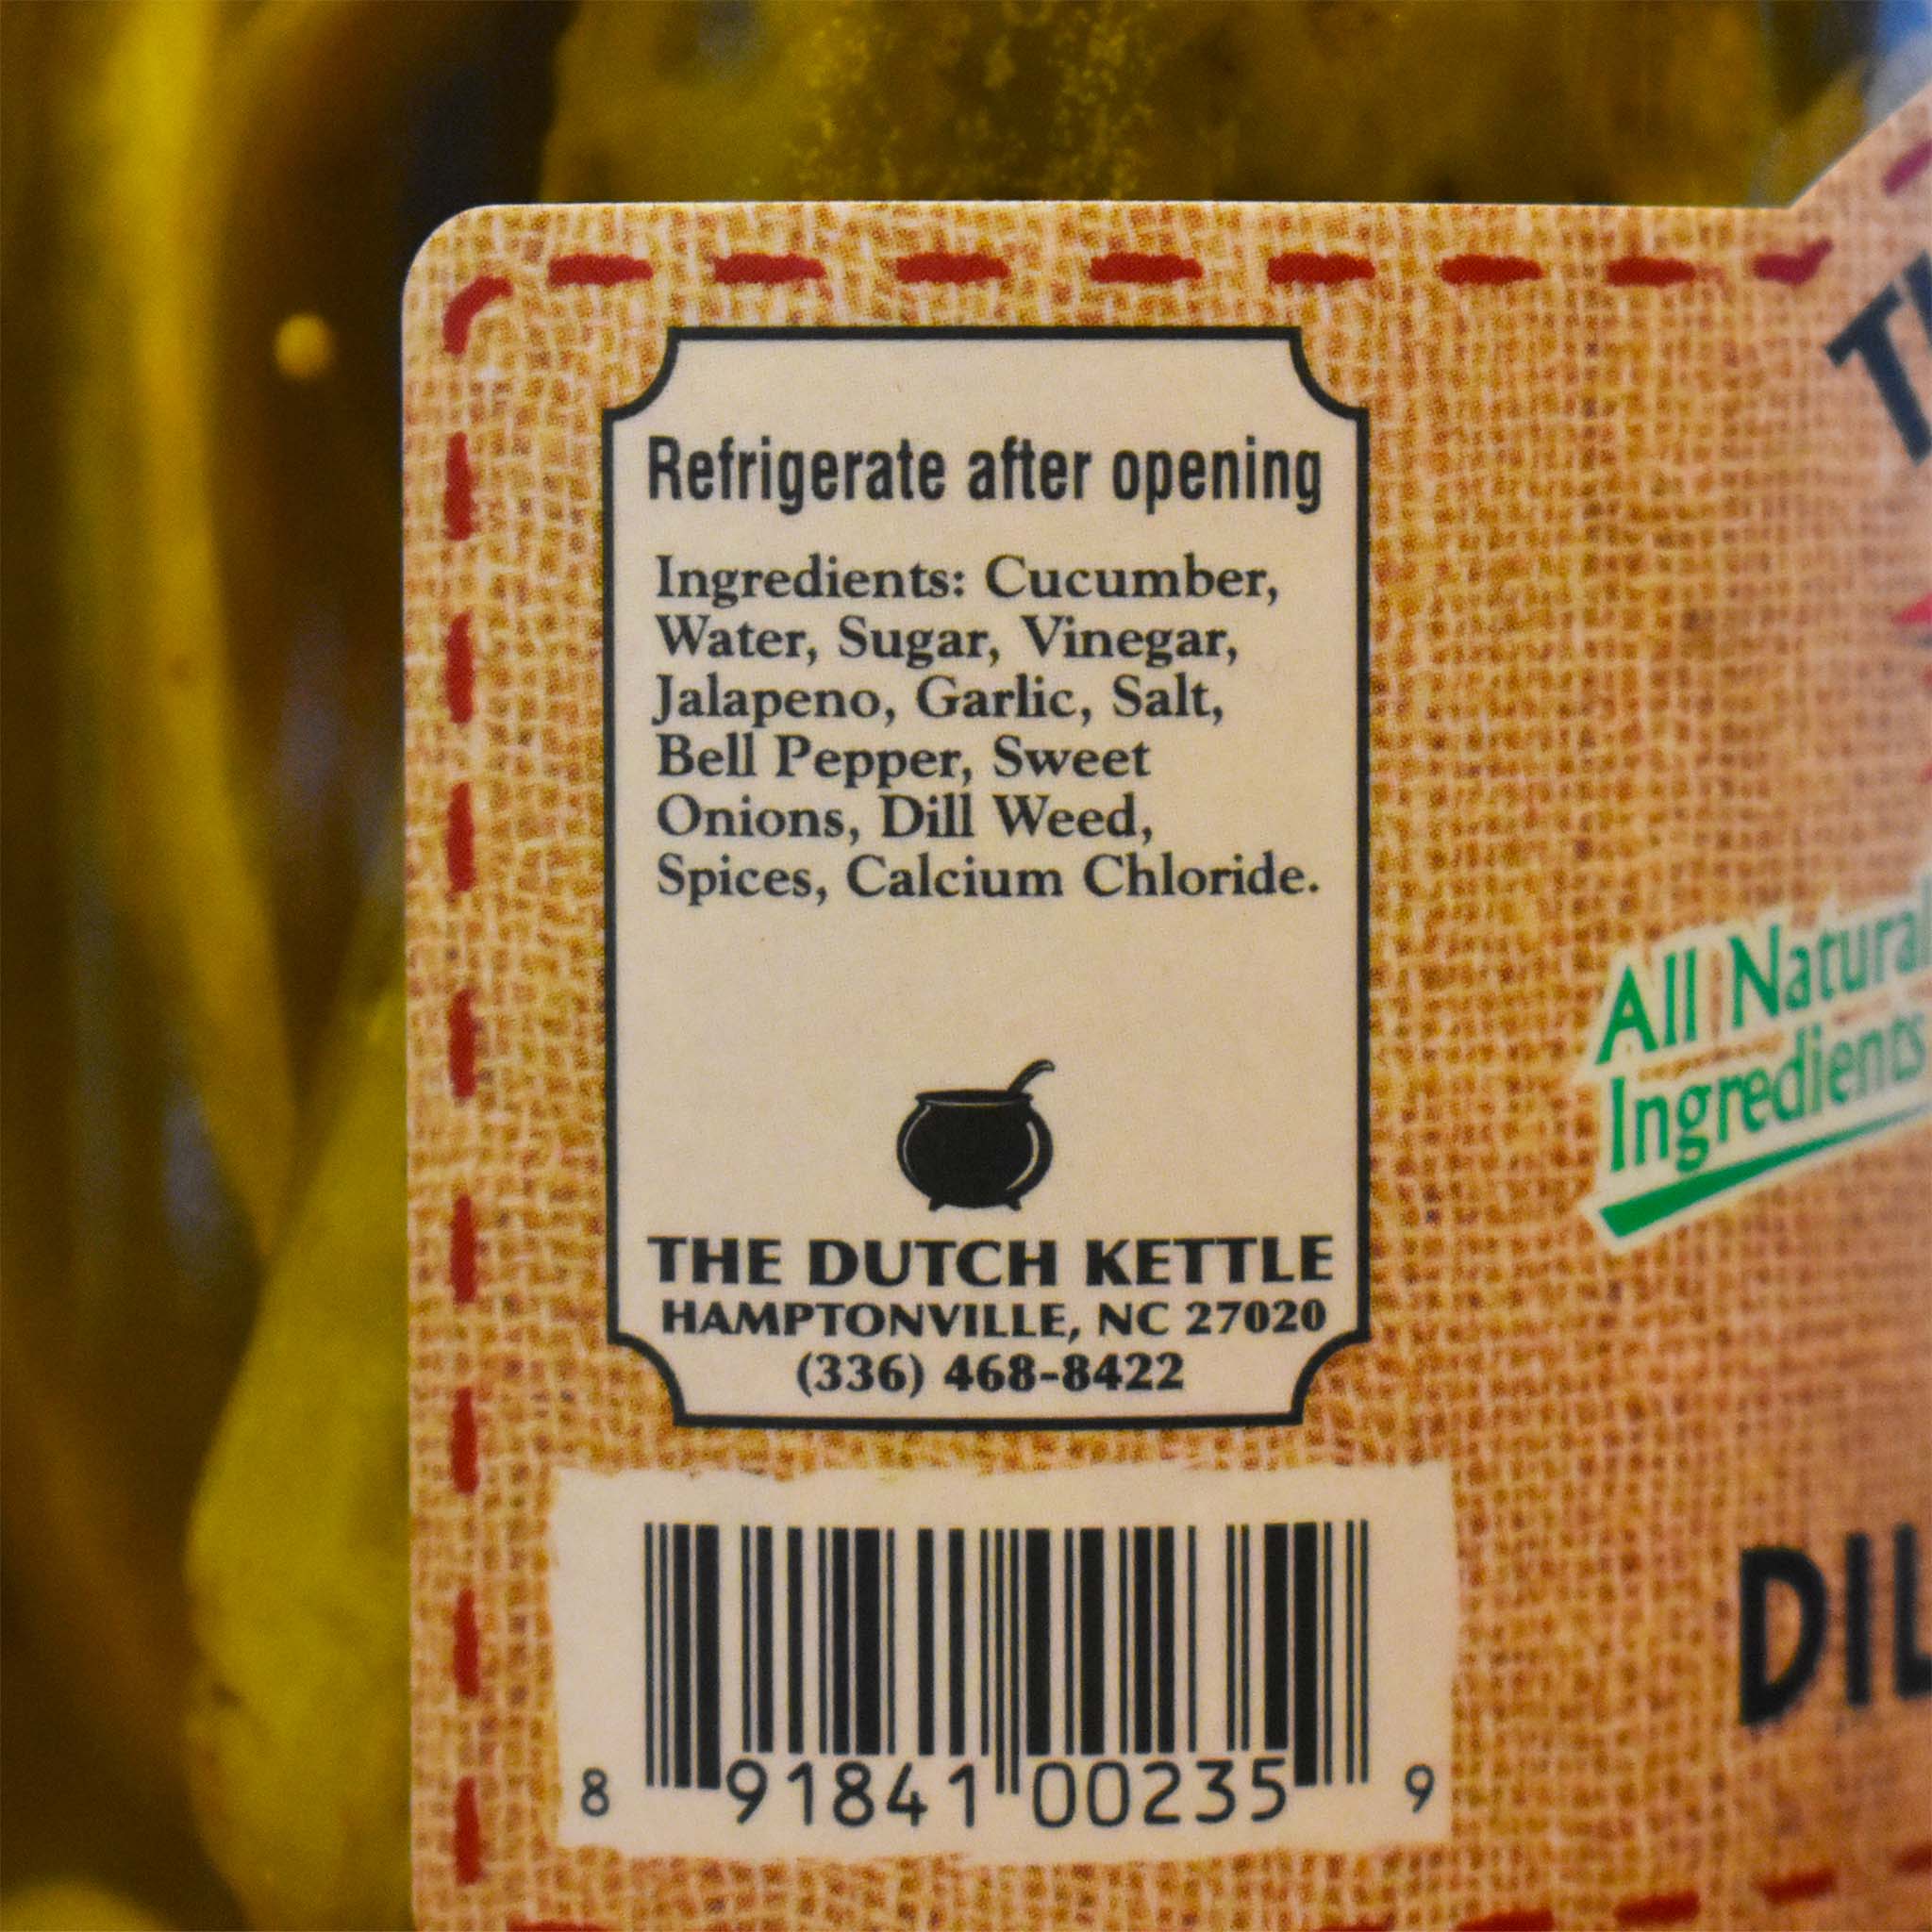 Refrigerate after opening
Ingredients: Cucumber,
Water, Sugar, Vinegar,
Jalapeno, Garlic, Salt,
Bell Pepper, Sweet
Onions, Dill Weed,
Spices, Calcium Chloride.
THE DUTCH KETTLE
HAMPTONVILLE, NC 27020
(336) 468-8422
8 91841 00235 9
All Natural
Ingredients